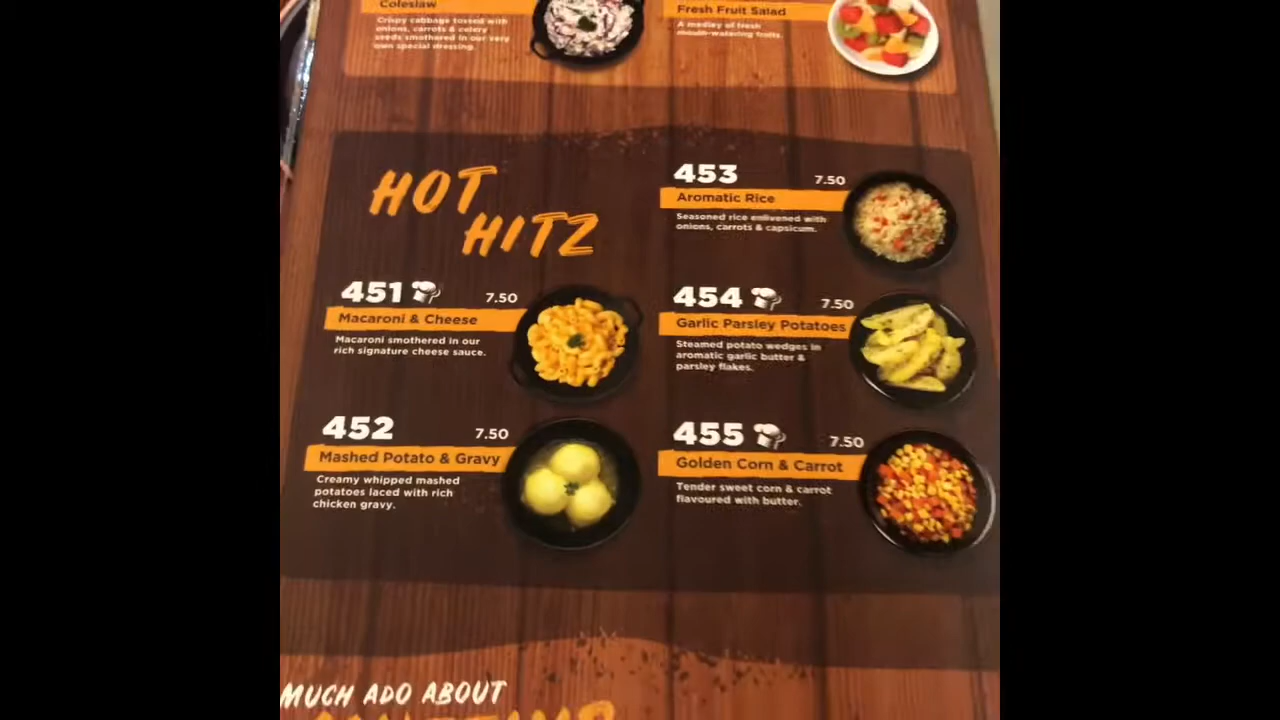 Coleslaw
Crispy cabbage tossed with
onions, carrots & celery
seeds smothered in our very
own special dressing.
Fresh Fruit Salad
A medley of fresh
mouth-watering fruits.
HOT
HITZ
451 7.50
Macaroni & Cheese
Macaroni smothered in our
rich signature cheese sauce.
452 7.50
Mashed Potato & Gravy
Creamy whipped mashed
potatoes laced with rich
chicken gravy.
453 7.50
Aromatic Rice
Seasoned rice enlivened with
onions, carrots & capsicum.
454 7.50
Garlic Parsley Potatoes
Steamed potato wedges in
aromatic garlic butter &
parsley flakes.
455 7.50
Golden Corn & Carrot
Tender sweet corn & carrot
flavoured with butter.
MUCH ADO ABOUT